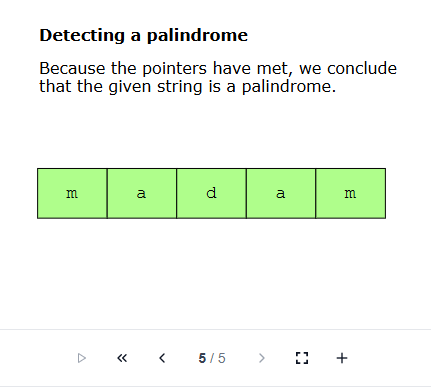 Detecting a palindrome
Because the pointers have met, we conclude
that the given string is a palindrome.
m a d a m
5 / 5